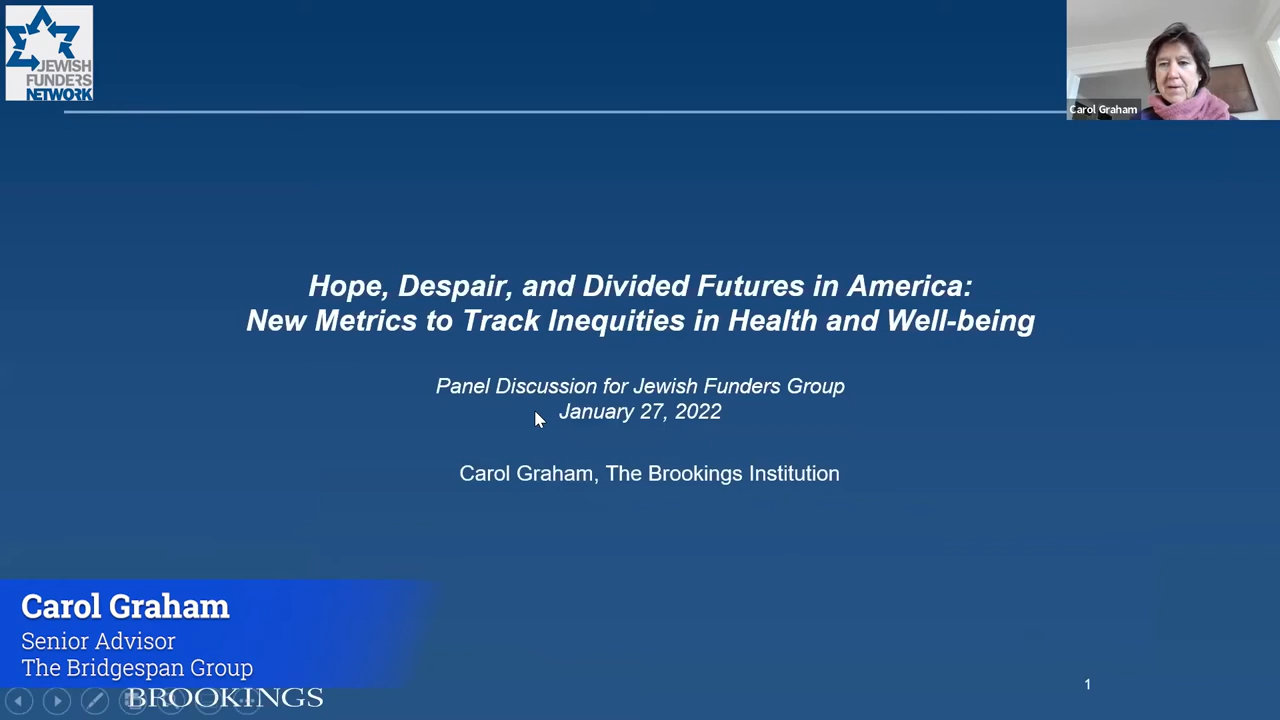 JEWISH
FUNDERS
NETWORK
Carol Graham
Hope, Despair, and Divided Futures in America:
New Metrics to Track Inequities in Health and Well-being
Panel Discussion for Jewish Funders Group
January 27, 2022
Carol Graham, The Brookings Institution
Carol Graham
Senior Advisor
The Bridgespan Group
BROOKINGS
1